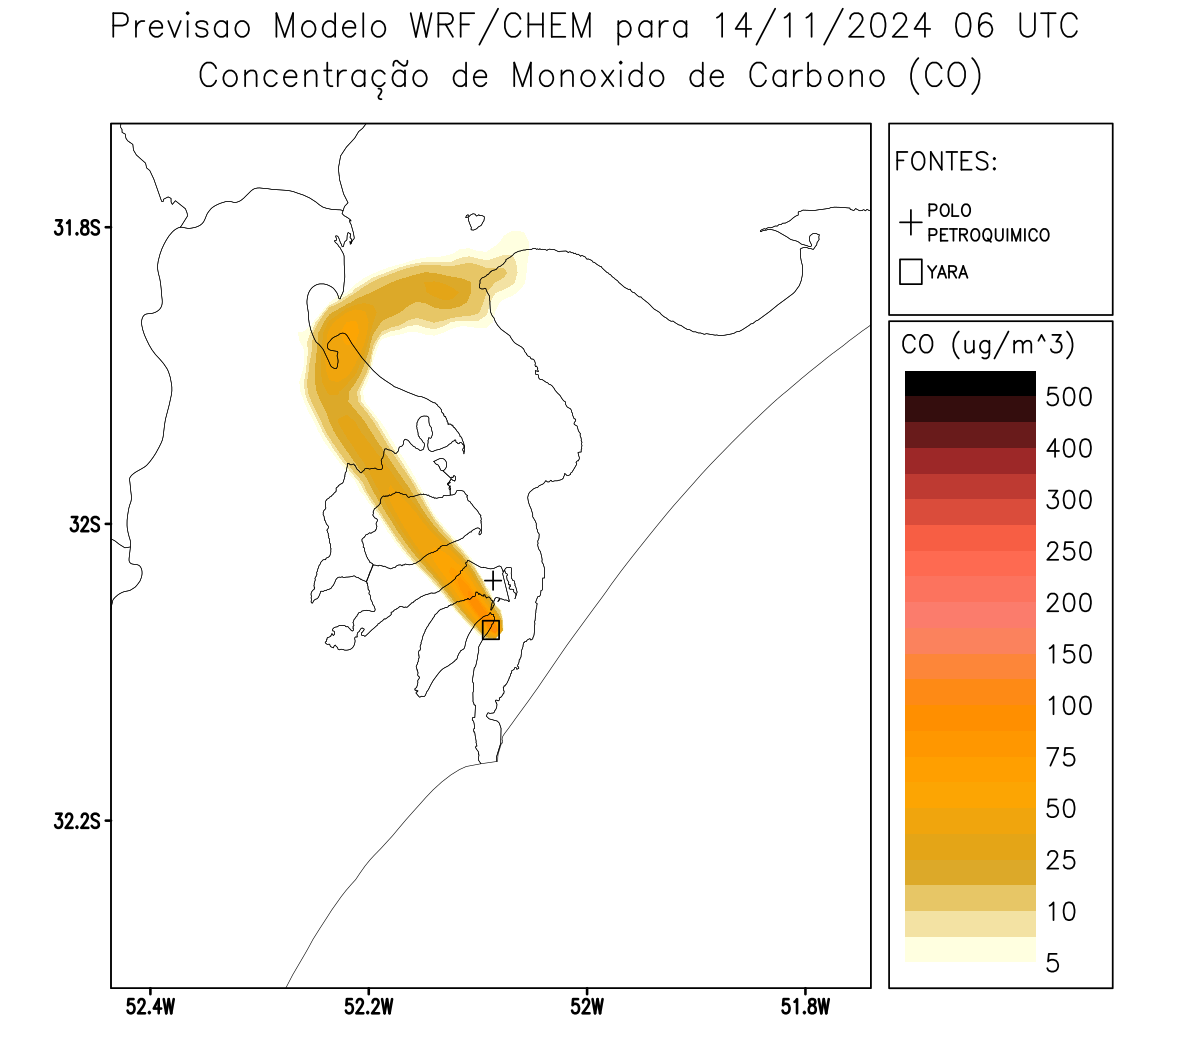 Previsao Modelo WRF/CHEM para 14/11/2024 06 UTC
Concentração de Monoxido de Carbono (CO)
FONTES:
POLO
PETROQUIMICO
YARA
CO (ug/m^3)
500
400
300
250
200
150
100
75
50
25
10
5
31.8S
32S
32.2S
52.4W
52.2W
52W
51.8W